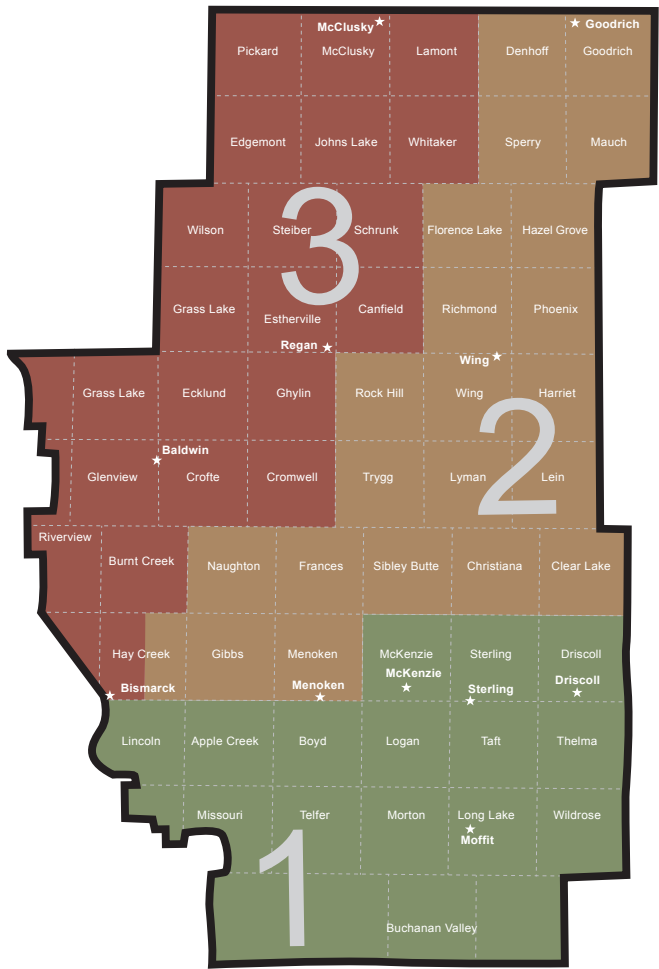 McClusky
Goodrich
Pickard
McClusky
Lamont
Denhoff
Goodrich
Edgemont
Johns Lake
Whitaker
Sperry
Mauch
3
Wilson
Steiber
Schrunk
Florence Lake
Hazel Grove
Grass Lake
Estherville
Canfield
Richmond
Phoenix
Regan
Wing
Grass Lake
Ecklund
Ghylin
Rock Hill
Wing
Harriet
2
Baldwin
Glenview
Crofte
Cromwell
Trygg
Lyman
Lein
Riverview
Burnt Creek
Naughton
Frances
Sibley Butte
Christiana
Clear Lake
Hay Creek
Gibbs
Menoken
McKenzie
Sterling
Driscoll
McKenzie
Driscoll
Bismarck
Menoken
Sterling
Lincoln
Apple Creek
Boyd
Logan
Taft
Thelma
Missouri
Telfer
Morton
Long Lake
Wildrose
Moffit
1
Buchanan Valley